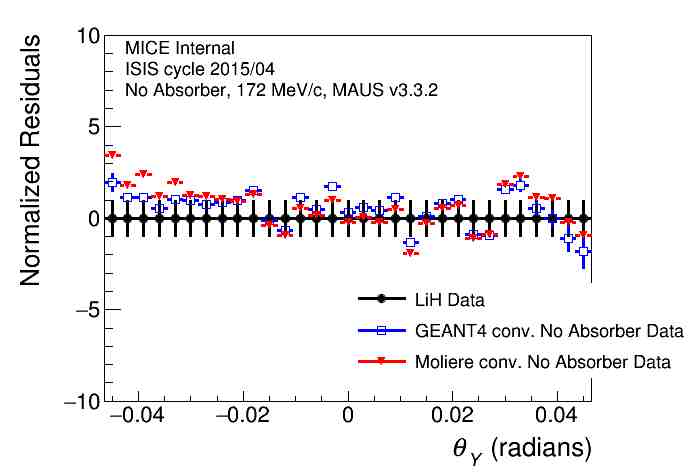 Normalized Residuals
10
5
0
−5
−10
MICE Internal
ISIS cycle 2015/04
No Absorber, 172 MeV/c, MAUS v3.3.2
LiH Data
GEANT4 conv. No Absorber Data
Moliere conv. No Absorber Data
−0.04 −0.02 0 0.02 0.04
θY (radians)